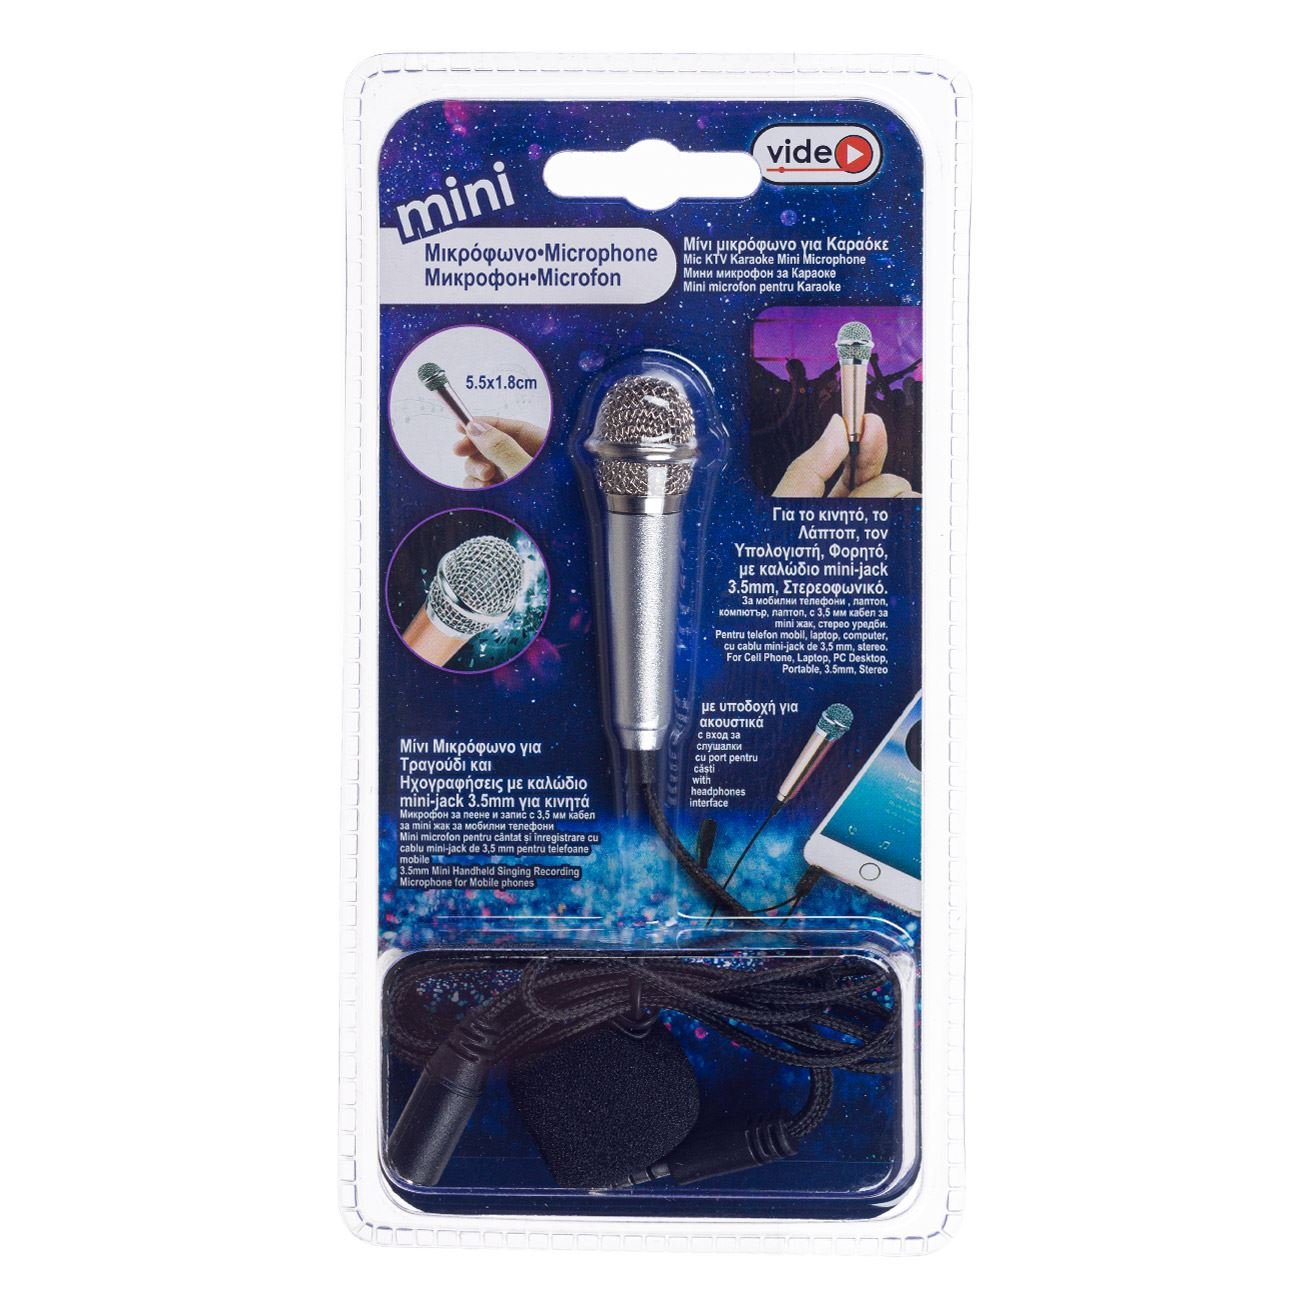 vide
mini
Μικρόφωνο•Microphone
Микрофон•Microfon
Μίνι μικρόφωνο για Καραόκε
Mic KTV Karaoke Mini Microphone
Мини микрофон за Караоке
Mini microfon pentru Karaoke
5.5x1.8cm
Για το κινητό, το
Λάπτοπ, τον
Υπολογιστή, Φορητό,
με καλώδιο mini-jack
3.5mm, Στερεοφωνικό.
За мобилни телефони , лаптоп,
компютър, лаптоп, с 3,5 мм кабел за
mini жак, стерео уредби.
Pentru telefon mobil, laptop, computer,
cu cablu mini-jack de 3,5 mm, stereo.
For Cell Phone, Laptop, PC Desktop,
Portable, 3.5mm, Stereo
με υποδοχή για
ακουστικά
с вход за
слушалки
cu port pentru
căști
with
headphones
interface
Μίνι Μικρόφωνο για
Τραγούδι και
Ηχογραφήσεις με καλώδιο
mini-jack 3.5mm για κινητά
Микрофон за пеене и запис с 3,5 мм кабел
за mini жак за мобилни телефони
Mini microfon pentru cântat și înregistrare cu
cablu mini-jack de 3,5 mm pentru telefoane
mobile
3.5mm Mini Handheld Singing Recording
Microphone for Mobile phones